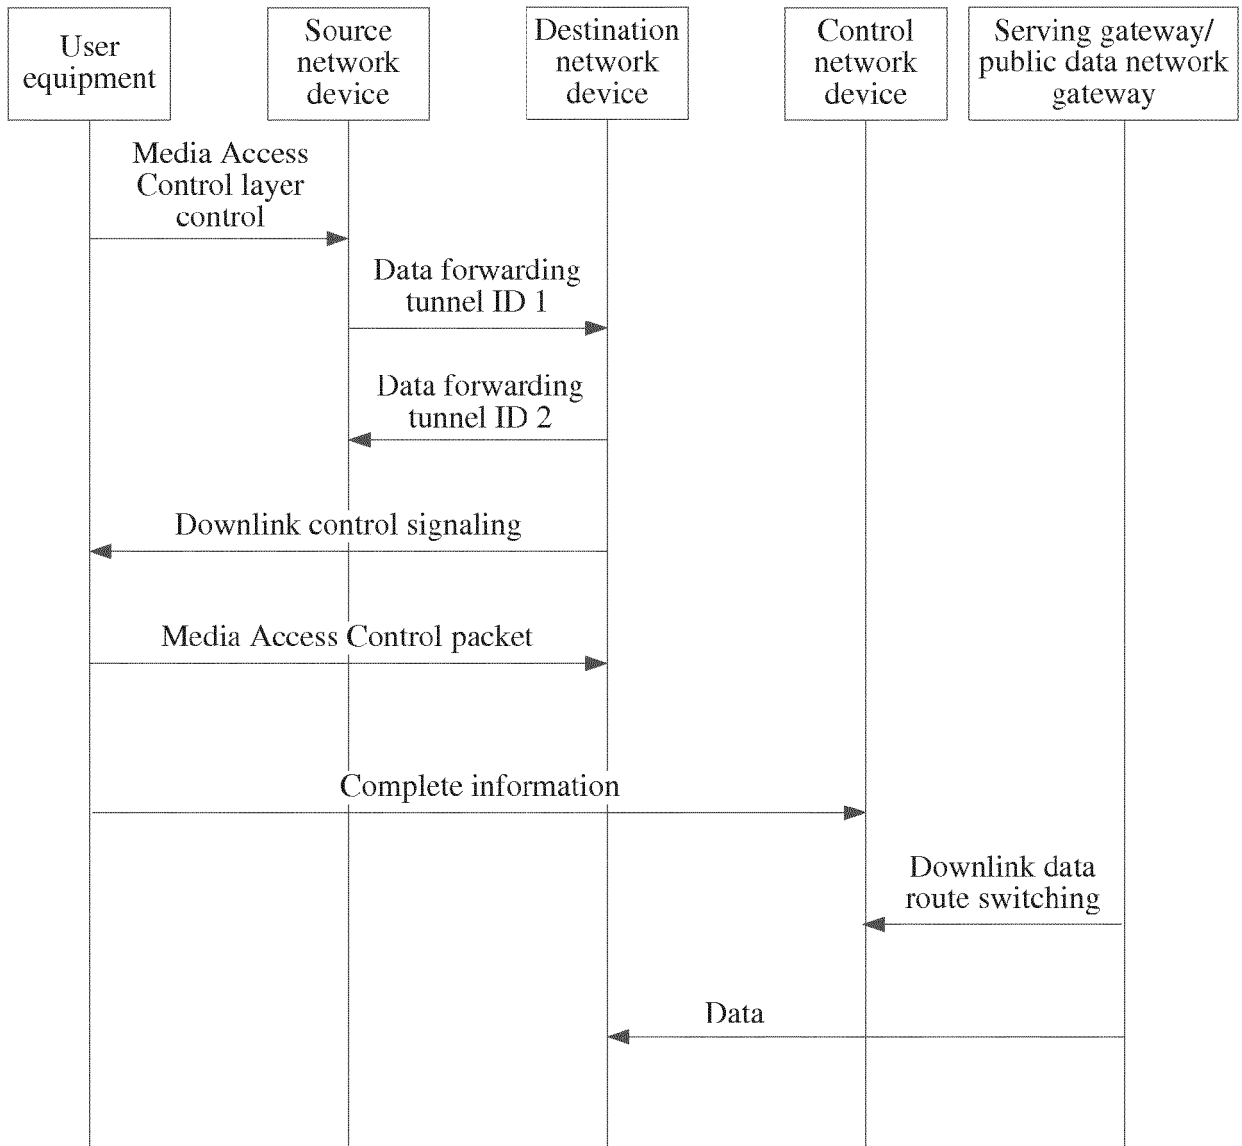 User
equipment
Source
network
device
Destination
network
device
Control
network
device
Serving gateway/
public data network
gateway
Media Access
Control layer
control
Data forwarding
tunnel ID 1
Data forwarding
tunnel ID 2
Downlink control signaling
Media Access Control packet
Complete information
Downlink data
route switching
Data